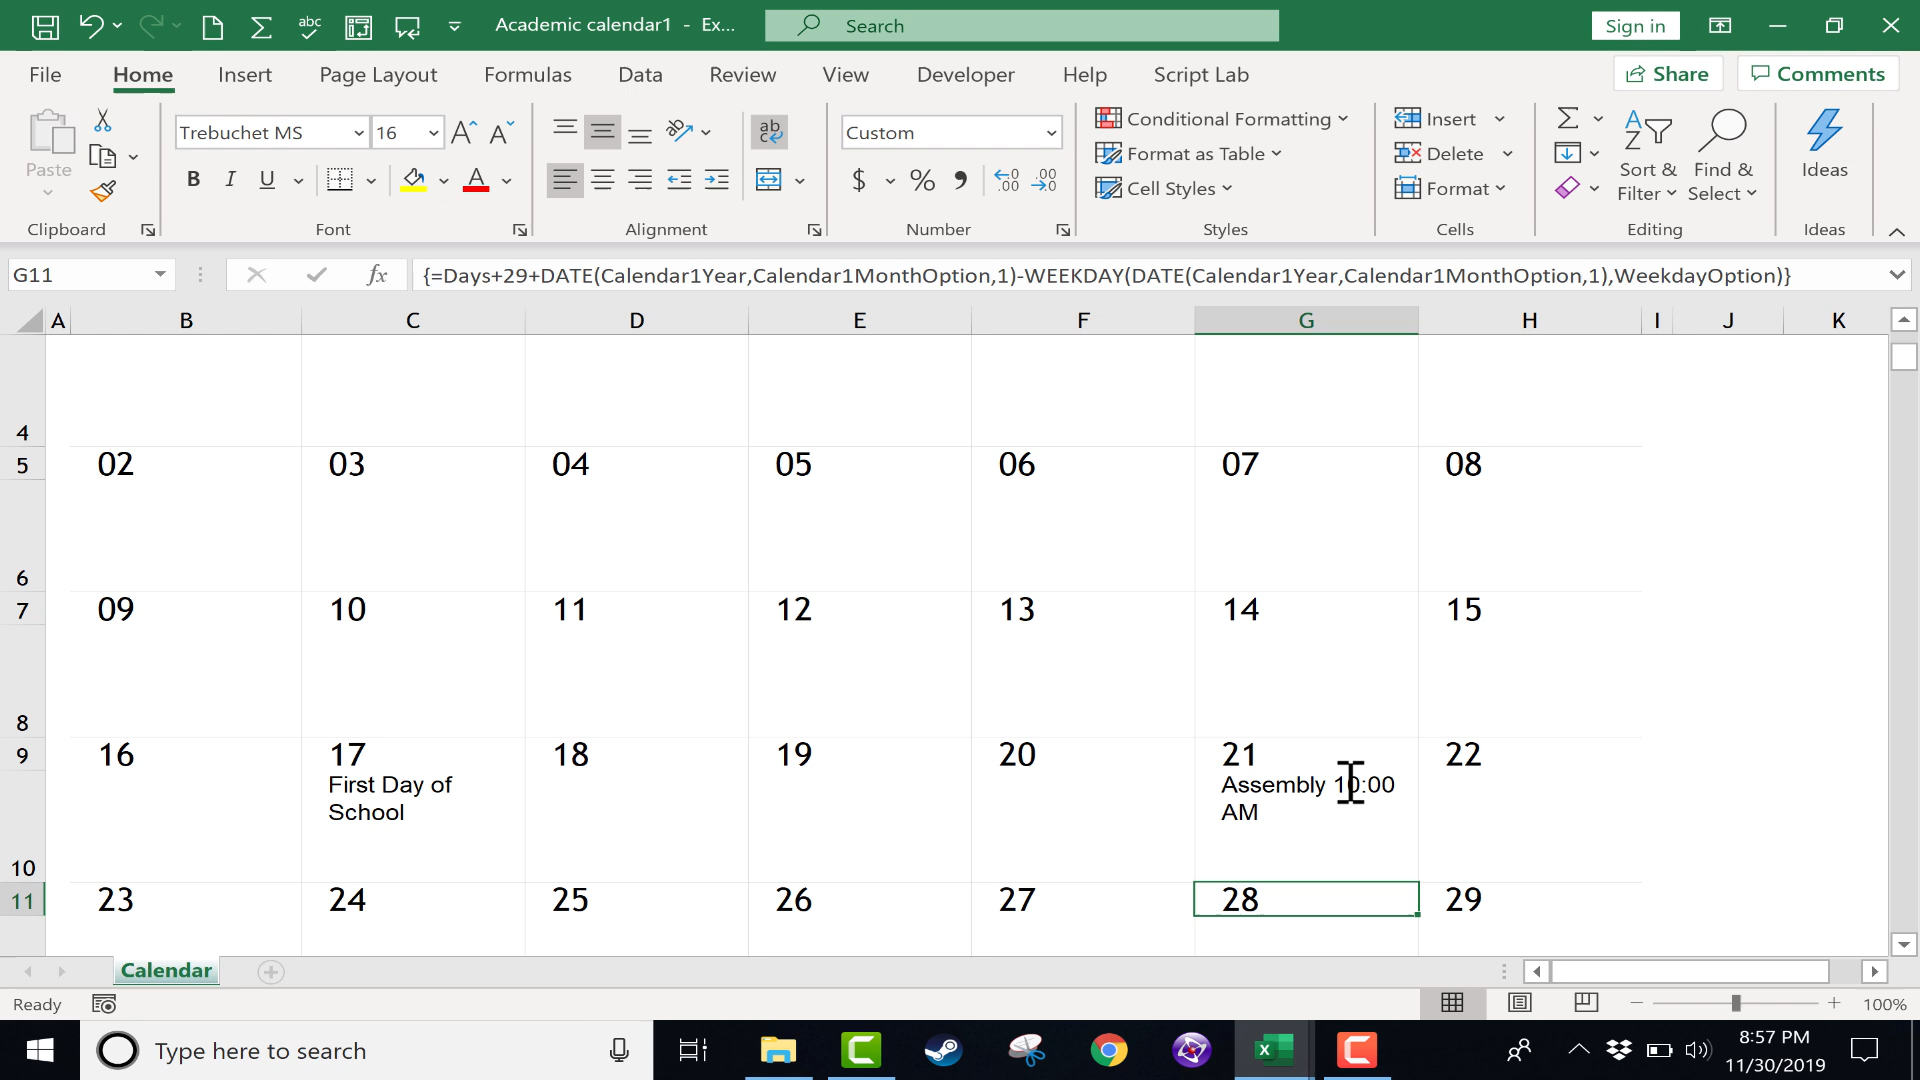 abc
Academic calendar1 - Ex...
Search
Sign in
File Home Insert Page Layout Formulas Data Review View Developer Help Script Lab
Share
Comments
Paste
Clipboard
Trebuchet MS 16
B I U
Font
ab
Alignment
Custom
$ % ,
Number
Conditional Formatting
Format as Table
Cell Styles
Styles
Insert
Delete
Format
Cells
Sort & Filter
Find & Select
Editing
Ideas
Ideas
G11
fx
{=Days+29+DATE(Calendar1Year,Calendar1MonthOption,1)-WEEKDAY(DATE(Calendar1Year,Calendar1MonthOption,1),WeekdayOption)}
A B C D E F G H I J K
4
5 02 03 04 05 06 07 08
6
7 09 10 11 12 13 14 15
8
9 16 17 18 19 20 21 22
First Day of School
Assembly 10:00 AM
10
11 23 24 25 26 27 28 29
Calendar
Ready
100%
Type here to search
8:57 PM
11/30/2019